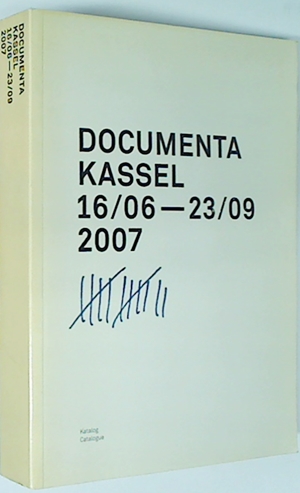 DOCUMENTA
KASSEL
16/06—23/09
2007
DOCUMENTA
KASSEL
16/06—23/09
2007
Katalog
Catalogue